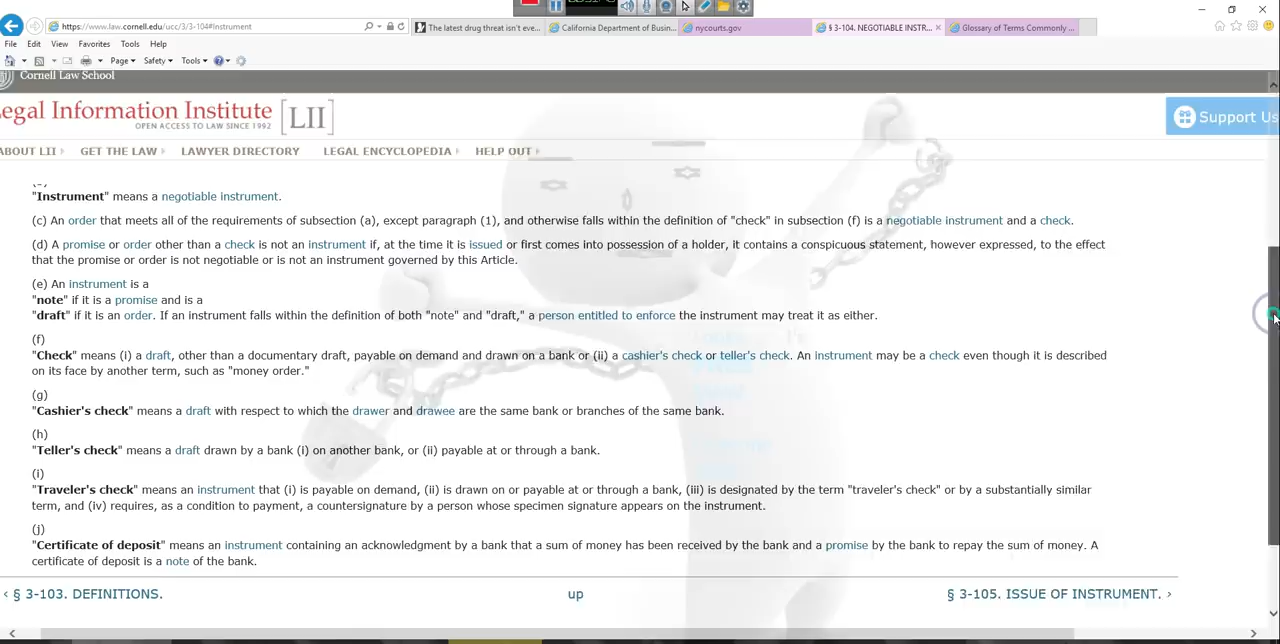 https://www.law.cornell.edu/ucc/3/3-104#Instrument
The latest drug threat isn't eve...
California Department of Busin...
nycourts.gov
§ 3-104. NEGOTIABLE INSTR...
Glossary of Terms Commonly ...
File Edit View Favorites Tools Help
Page Safety Tools
Cornell Law School
egal Information Institute [LII]
OPEN ACCESS TO LAW SINCE 1992
Support Us
ABOUT LII GET THE LAW LAWYER DIRECTORY LEGAL ENCYCLOPEDIA HELP OUT
"Instrument" means a negotiable instrument.
(c) An order that meets all of the requirements of subsection (a), except paragraph (1), and otherwise falls within the definition of "check" in subsection (f) is a negotiable instrument and a check.
(d) A promise or order other than a check is not an instrument if, at the time it is issued or first comes into possession of a holder, it contains a conspicuous statement, however expressed, to the effect
that the promise or order is not negotiable or is not an instrument governed by this Article.
(e) An instrument is a
"note" if it is a promise and is a
"draft" if it is an order. If an instrument falls within the definition of both "note" and "draft," a person entitled to enforce the instrument may treat it as either.
(f)
"Check" means (i) a draft, other than a documentary draft, payable on demand and drawn on a bank or (ii) a cashier's check or teller's check. An instrument may be a check even though it is described
on its face by another term, such as "money order."
(g)
"Cashier's check" means a draft with respect to which the drawer and drawee are the same bank or branches of the same bank.
(h)
"Teller's check" means a draft drawn by a bank (i) on another bank, or (ii) payable at or through a bank.
(i)
"Traveler's check" means an instrument that (i) is payable on demand, (ii) is drawn on or payable at or through a bank, (iii) is designated by the term "traveler's check" or by a substantially similar
term, and (iv) requires, as a condition to payment, a countersignature by a person whose specimen signature appears on the instrument.
(j)
"Certificate of deposit" means an instrument containing an acknowledgment by a bank that a sum of money has been received by the bank and a promise by the bank to repay the sum of money. A
certificate of deposit is a note of the bank.
‹ § 3-103. DEFINITIONS. up § 3-105. ISSUE OF INSTRUMENT. ›